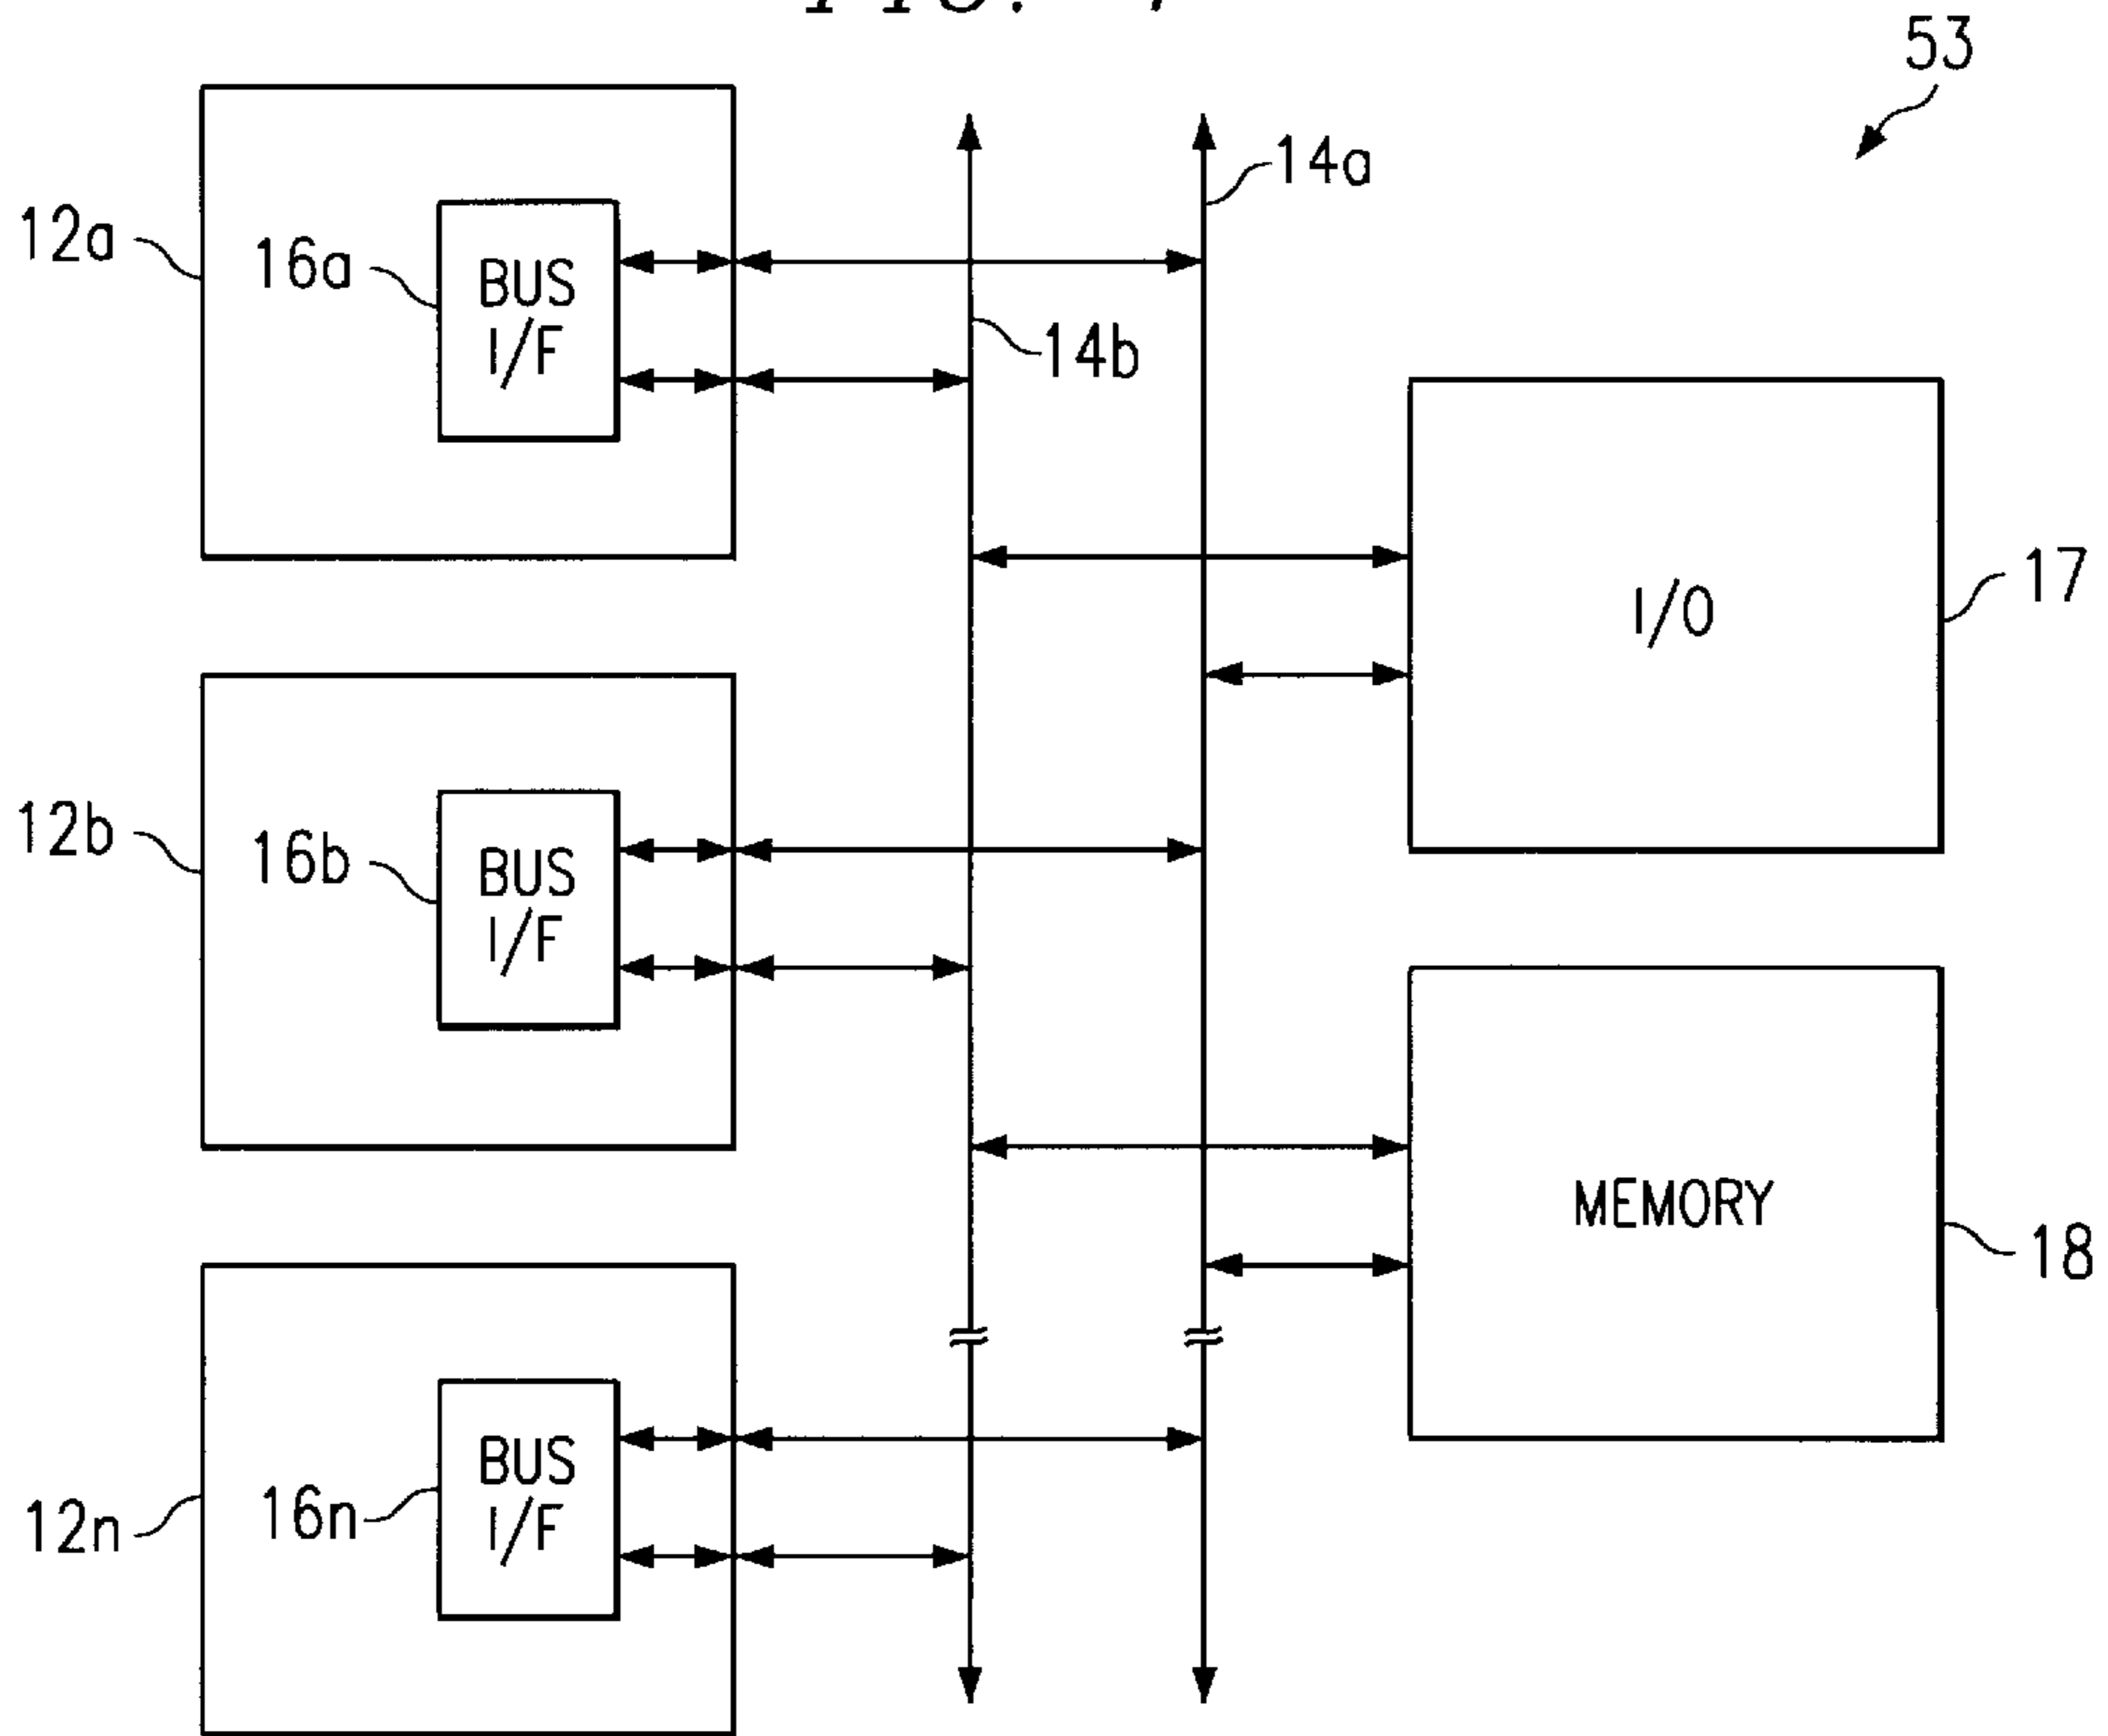 53
14a
12a
16a
BUS
I/F
14b
17
I/O
12b
16b
BUS
I/F
MEMORY
18
12n
16n
BUS
I/F